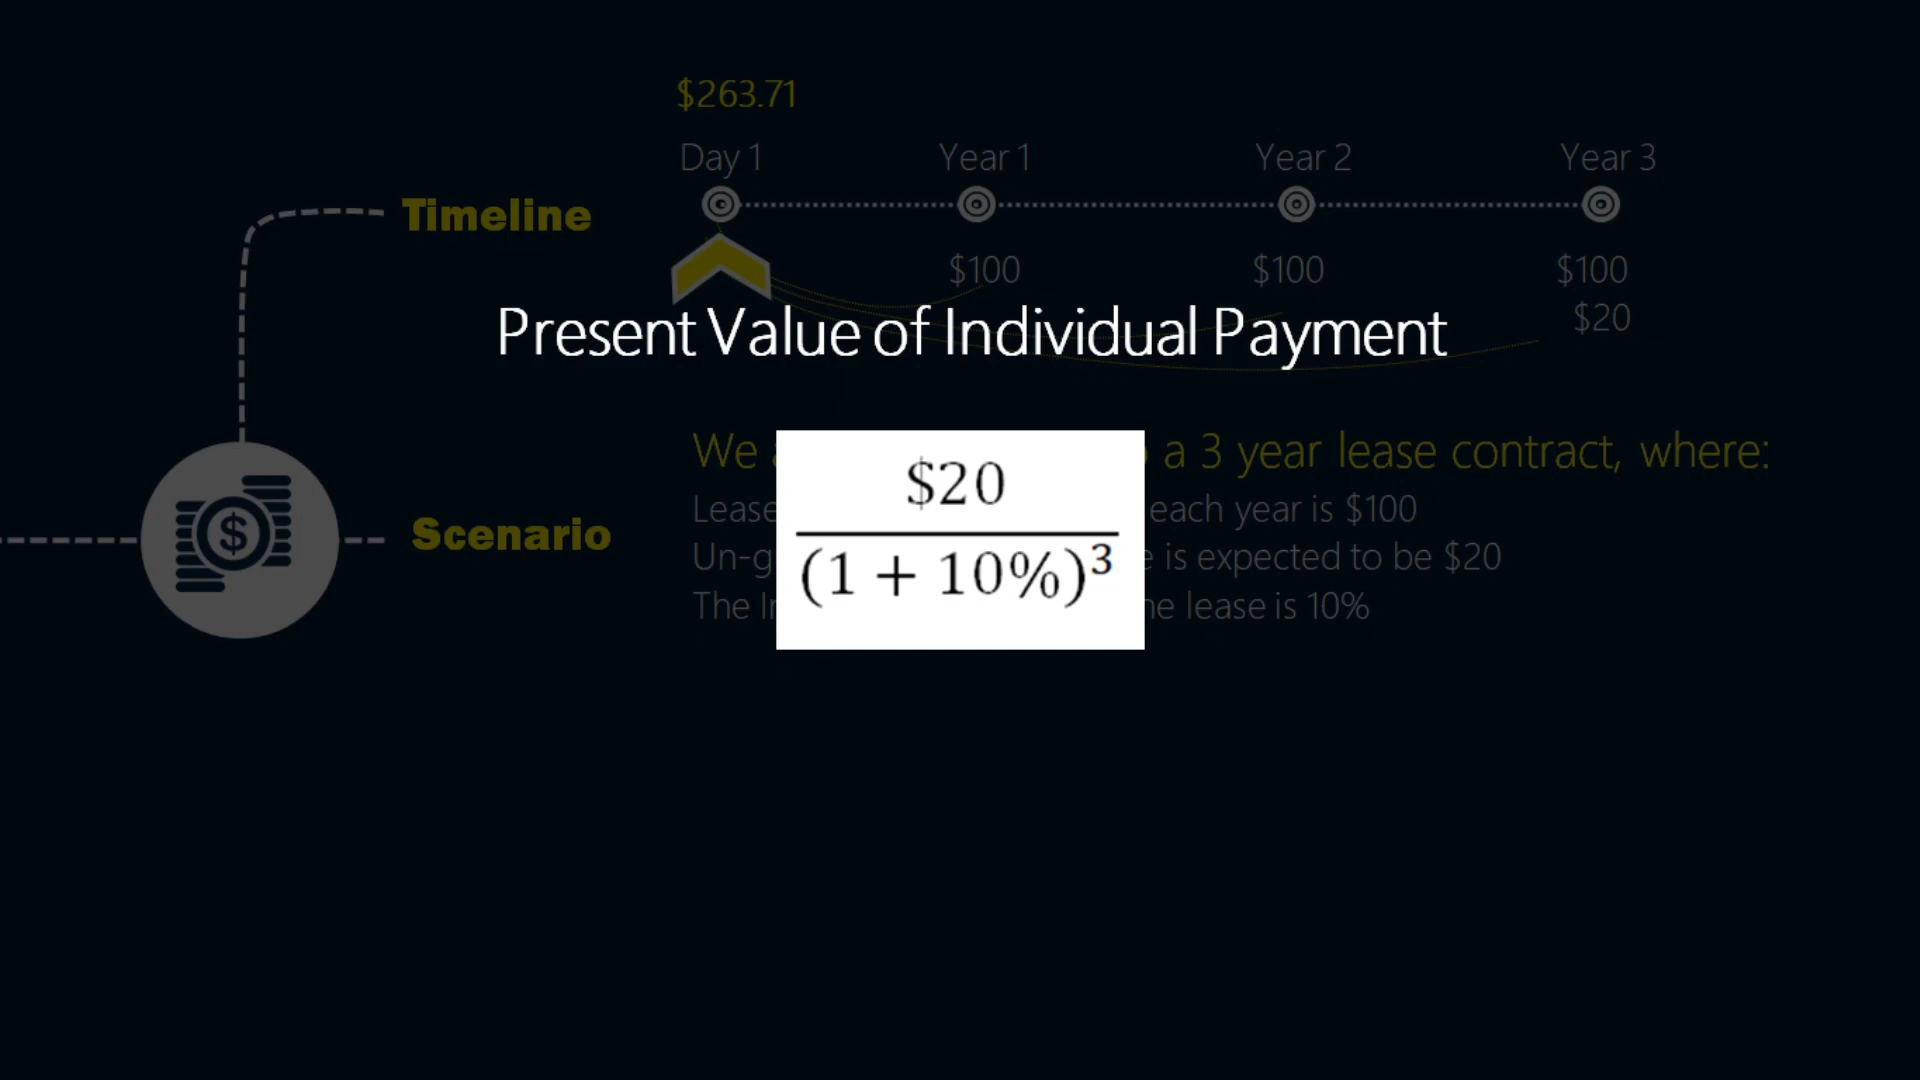 $263.71
Day 1 Year 1 Year 2 Year 3
Timeline
$100 $100 $100
$20
Present Value of Individual Payment
We a 3 year lease contract, where:
$20
(1 + 10%)³
Lease each year is $100
Scenario
is expected to be $20
The lease is 10%